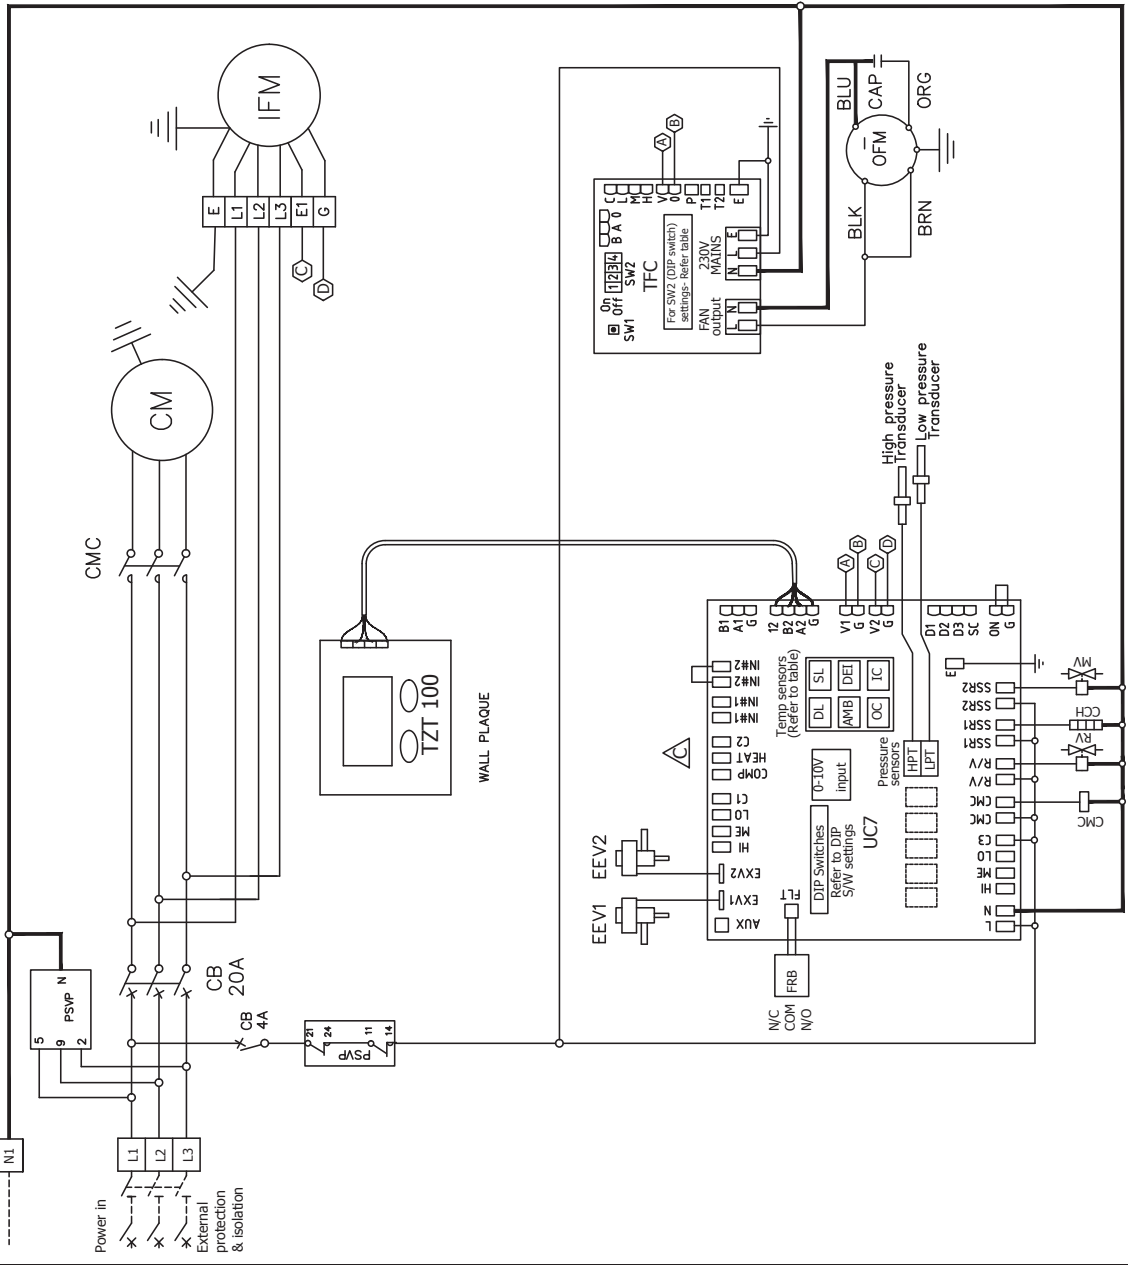 IFM
E
L1
L2
L3
E1
G
C
D
CM
CMC
TZT 100
WALL PLAQUE
N1
PSVP
N
5
9
2
CB
20A
CB
4A
21
24
11
14
PSVP
L1
L2
L3
Power in
External
protection
& isolation
A
B
C
L
M
H
V
0
P
T1
T2
E
B A 0
1 2 3 4
On
Off
SW2
SW1
TFC
For SW2 (DIP switch)
settings- Refer table
230V
MAINS
E
L
N
FAN
output
N
L
BLU
CAP
ORG
OFM
BLK
BRN
High pressure
Transducer
Low pressure
Transducer
A
B
C
D
B1
A1
G
12
B2
A2
G
V1
G
V2
G
D1
D2
D3
SC
ON
G
IN#2
IN#2
IN#1
IN#1
C2
HEAT
COMP
C1
LO
ME
HI
EXV2
EXV1
AUX
C
Temp sensors
(Refer to table)
SL
DEI
IC
DL
AMB
OC
Pressure
sensors
HPT
LPT
0-10V
input
DIP Switches
Refer to DIP
S/W settings
UC7
FLT
FRB
N/C
COM
N/O
EEV2
EEV1
E
SSR2
SSR2
SSR1
SSR1
R/V
R/V
CMC
CMC
C3
LO
ME
HI
N
L
MV
CCH
RV
CMC